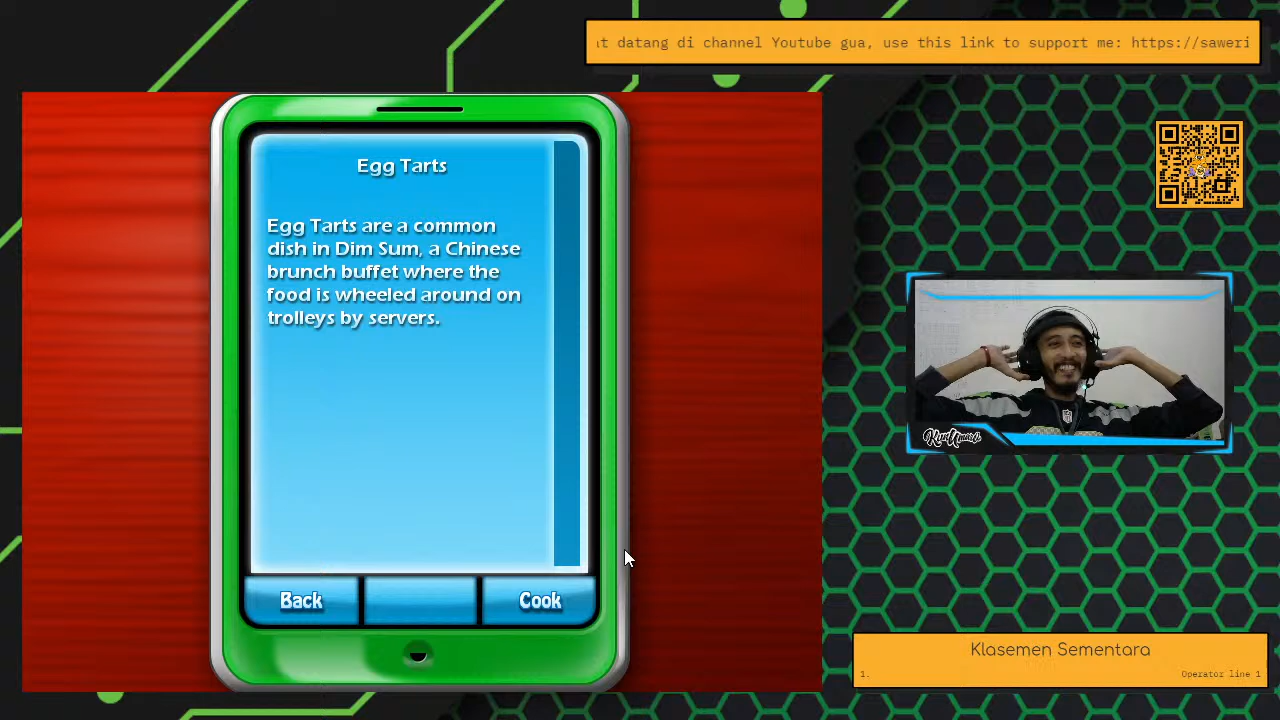 at datang di channel Youtube gua, use this link to support me: https://saweri
Egg Tarts
Egg Tarts are a common
dish in Dim Sum, a Chinese
brunch buffet where the
food is wheeled around on
trolleys by servers.
Back
Cook
Klasemen Sementara
1.
Operator line 1